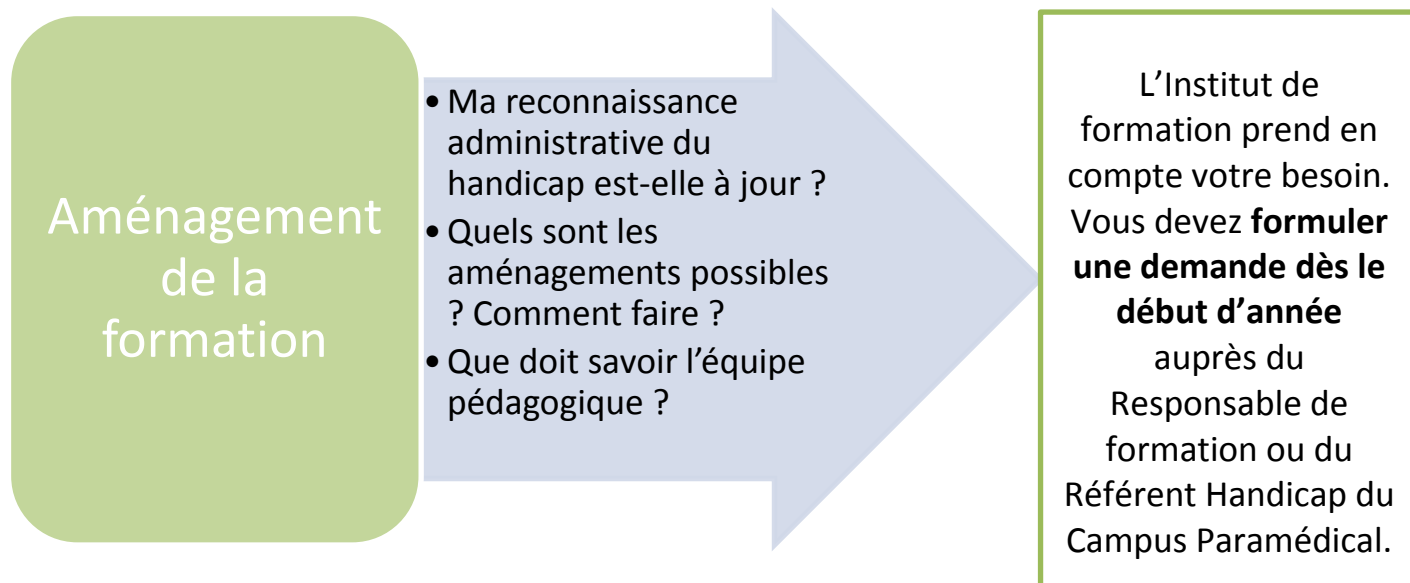 Aménagement
de la
formation
• Ma reconnaissance
administrative du
handicap est-elle à jour ?
• Quels sont les
aménagements possibles
? Comment faire ?
• Que doit savoir l’équipe
pédagogique ?
L’Institut de
formation prend en
compte votre besoin.
Vous devez formuler
une demande dès le
début d’année
auprès du
Responsable de
formation ou du
Référent Handicap du
Campus Paramédical.